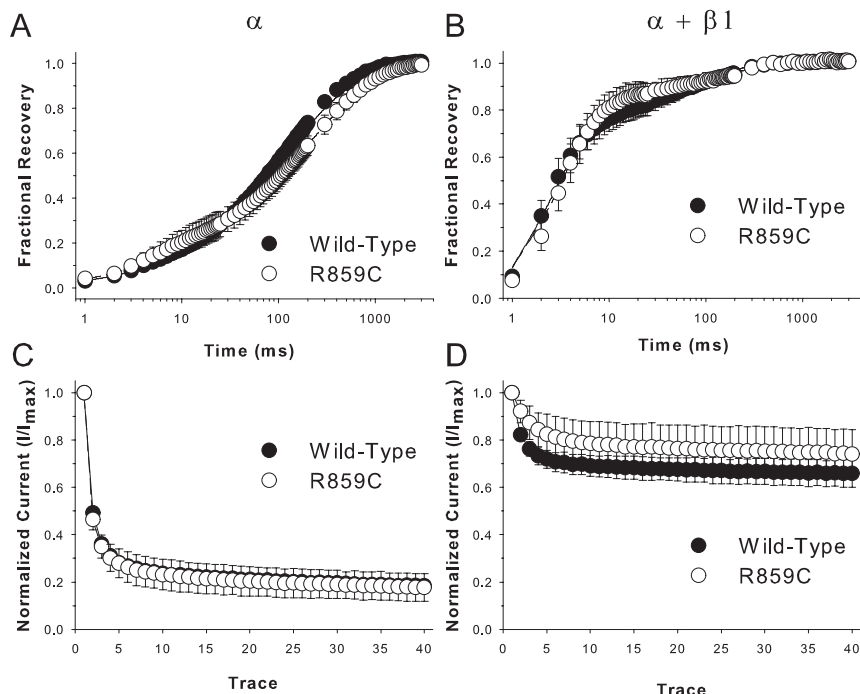 A
α
Fractional Recovery
1.0
0.8
0.6
0.4
0.2
0.0
Wild-Type
R859C
1
10
100
1000
Time (ms)
B
α + β1
Fractional Recovery
1.0
0.8
0.6
0.4
0.2
0.0
Wild-Type
R859C
1
10
100
1000
Time (ms)
C
Normalized Current (I/Imax)
1.0
0.8
0.6
0.4
0.2
0.0
Wild-Type
R859C
0
5
10
15
20
25
30
35
40
Trace
D
Normalized Current (I/Imax)
1.0
0.8
0.6
0.4
0.2
0.0
Wild-Type
R859C
0
5
10
15
20
25
30
35
40
Trace